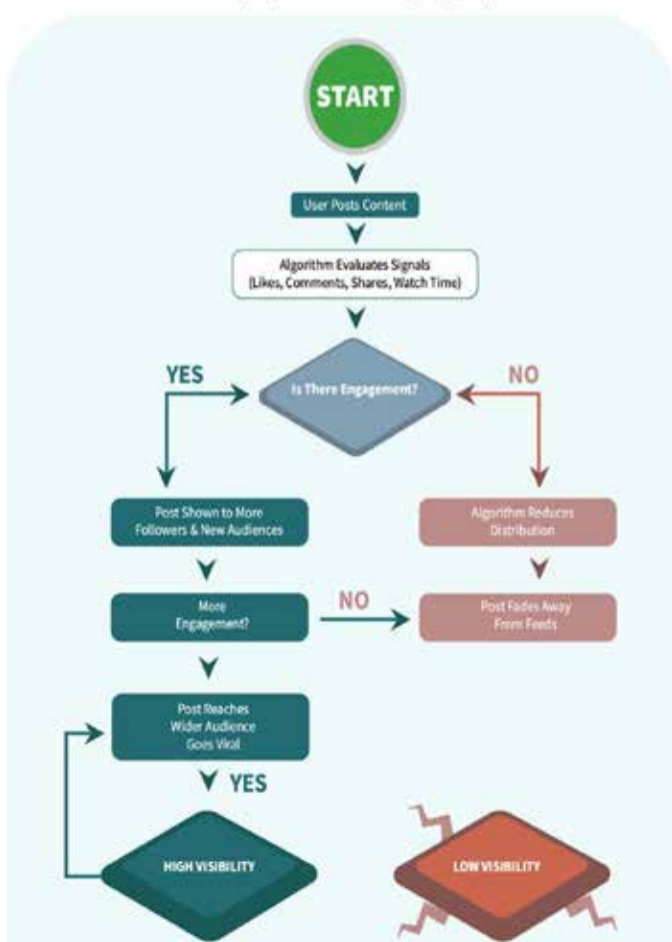 START
User Posts Content
Algorithm Evaluates Signals
(Likes, Comments, Shares, Watch Time)
Is There Engagement?
YES
NO
Post Shown to More
Followers & New Audiences
Algorithm Reduces
Distribution
More
Engagement?
NO
Post Fades Away
Fmm Feeds
Post Reaches
Wider Audience
Goes Viral
YES
HIGH VISIBILITY
LOW VISIBILITY